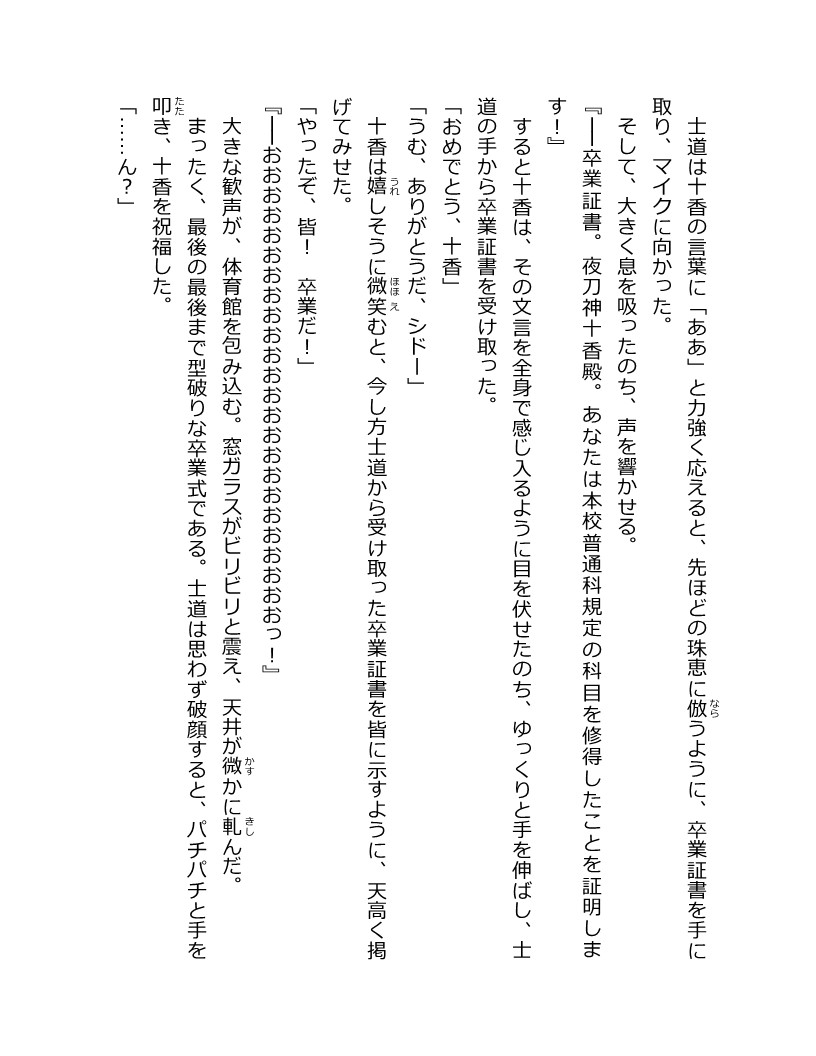 士道は十香の言葉に「ああ」と力強く応えると、先ほどの珠恵に倣うように、卒業証書を手に
取り、マイクに向かった。
　そして、大きく息を吸ったのち、声を響かせる。
『――卒業証書。夜刀神十香殿。あなたは本校普通科規定の科目を修得したことを証明しま
す！』
　すると十香は、その文言を全身で感じ入るように目を伏せたのち、ゆっくりと手を伸ばし、士
道の手から卒業証書を受け取った。
「おめでとう、十香」
「うむ、ありがとうだ、シドー」
　十香は嬉しそうに微笑むと、今し方士道から受け取った卒業証書を皆に示すように、天高く掲
げてみせた。
「やったぞ、皆！　卒業だ！」
『――おおおおおおおおおおおおおおおおおおおおおおおおっ！』
　大きな歓声が、体育館を包み込む。窓ガラスがビリビリと震え、天井が微かに軋んだ。
　まったく、最後の最後まで型破りな卒業式である。士道は思わず破顔すると、パチパチと手を
叩き、十香を祝福した。
「……ん？」